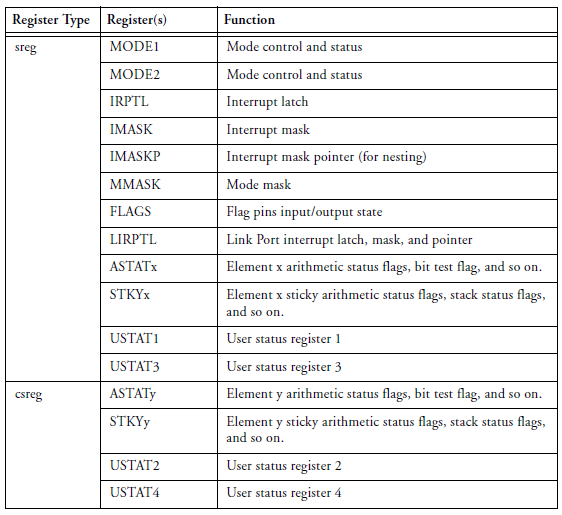 Register Type Register(s) Function
sreg MODE1 Mode control and status
MODE2 Mode control and status
IRPTL Interrupt latch
IMASK Interrupt mask
IMASKP Interrupt mask pointer (for nesting)
MMASK Mode mask
FLAGS Flag pins input/output state
LIRPTL Link Port interrupt latch, mask, and pointer
ASTATx Element x arithmetic status flags, bit test flag, and so on.
STKYx Element x sticky arithmetic status flags, stack status flags,
and so on.
USTAT1 User status register 1
USTAT3 User status register 3
csreg ASTATy Element y arithmetic status flags, bit test flag, and so on.
STKYy Element y sticky arithmetic status flags, stack status flags,
and so on.
USTAT2 User status register 2
USTAT4 User status register 4